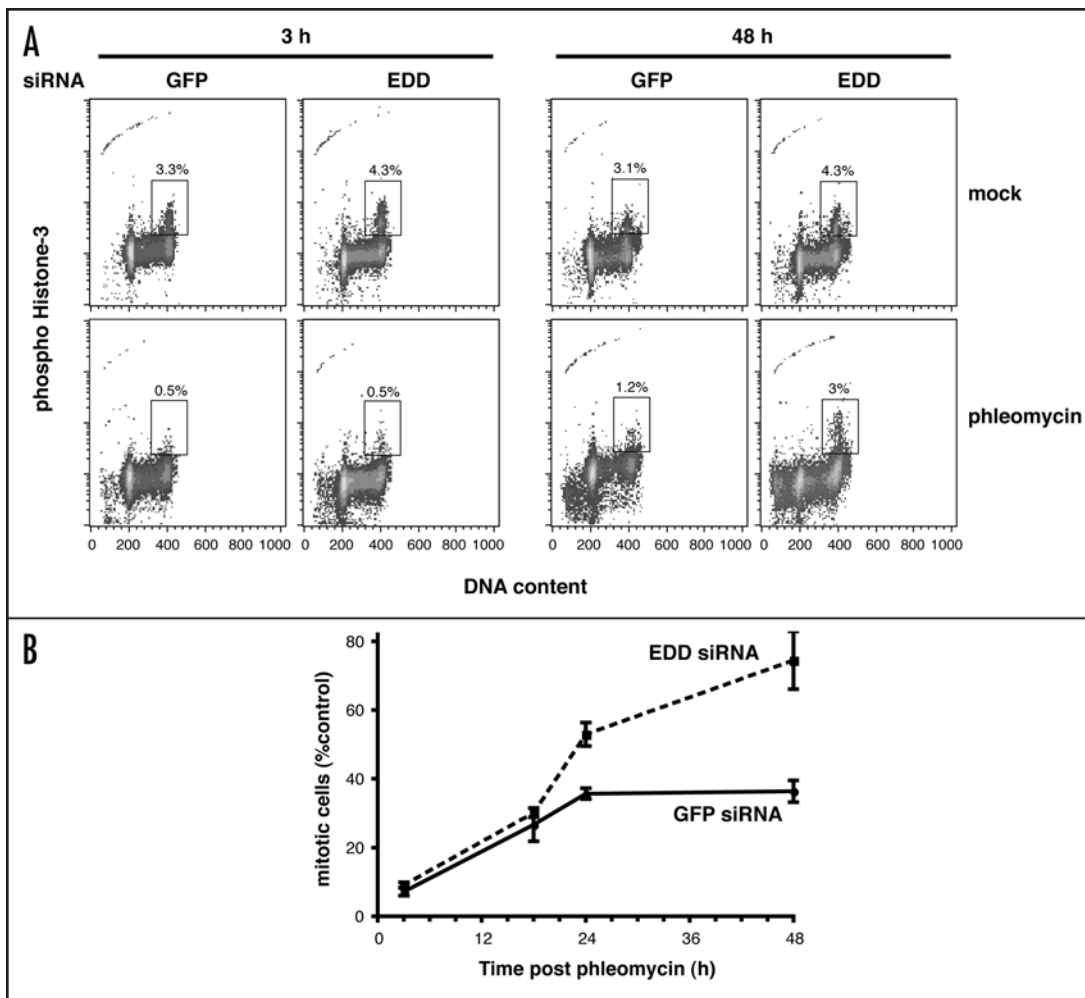 A
3 h 48 h
siRNA GFP EDD GFP EDD
3.3% 4.3% 3.1% 4.3%
mock
phospho Histone-3
0.5% 0.5% 1.2% 3%
phleomycin
0 200 400 600 800 1000 0 200 400 600 800 1000 0 200 400 600 800 1000 0 200 400 600 800 1000
DNA content
B
mitotic cells (%control)
80
60
40
20
0
EDD siRNA
GFP siRNA
0 12 24 36 48
Time post phleomycin (h)